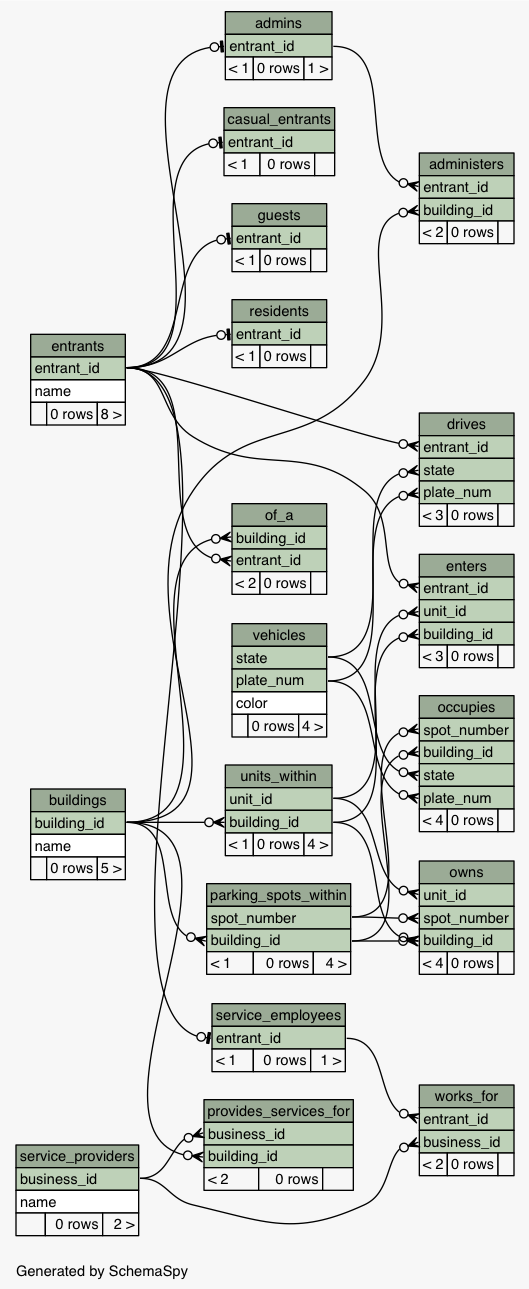 admins
entrant_id
< 1 0 rows 1 >
casual_entrants
entrant_id
< 1 0 rows
administers
entrant_id
building_id
< 2 0 rows
guests
entrant_id
< 1 0 rows
residents
entrant_id
< 1 0 rows
entrants
entrant_id
name
0 rows 8 >
drives
entrant_id
state
plate_num
< 3 0 rows
of_a
building_id
entrant_id
< 2 0 rows
enters
entrant_id
unit_id
building_id
< 3 0 rows
vehicles
state
plate_num
color
0 rows 4 >
occupies
spot_number
building_id
state
plate_num
< 4 0 rows
units_within
unit_id
building_id
< 1 0 rows 4 >
buildings
building_id
name
0 rows 5 >
owns
unit_id
spot_number
building_id
< 4 0 rows
parking_spots_within
spot_number
building_id
< 1 0 rows 4 >
service_employees
entrant_id
< 1 0 rows 1 >
works_for
entrant_id
business_id
< 2 0 rows
provides_services_for
business_id
building_id
< 2 0 rows
service_providers
business_id
name
0 rows 2 >
Generated by SchemaSpy